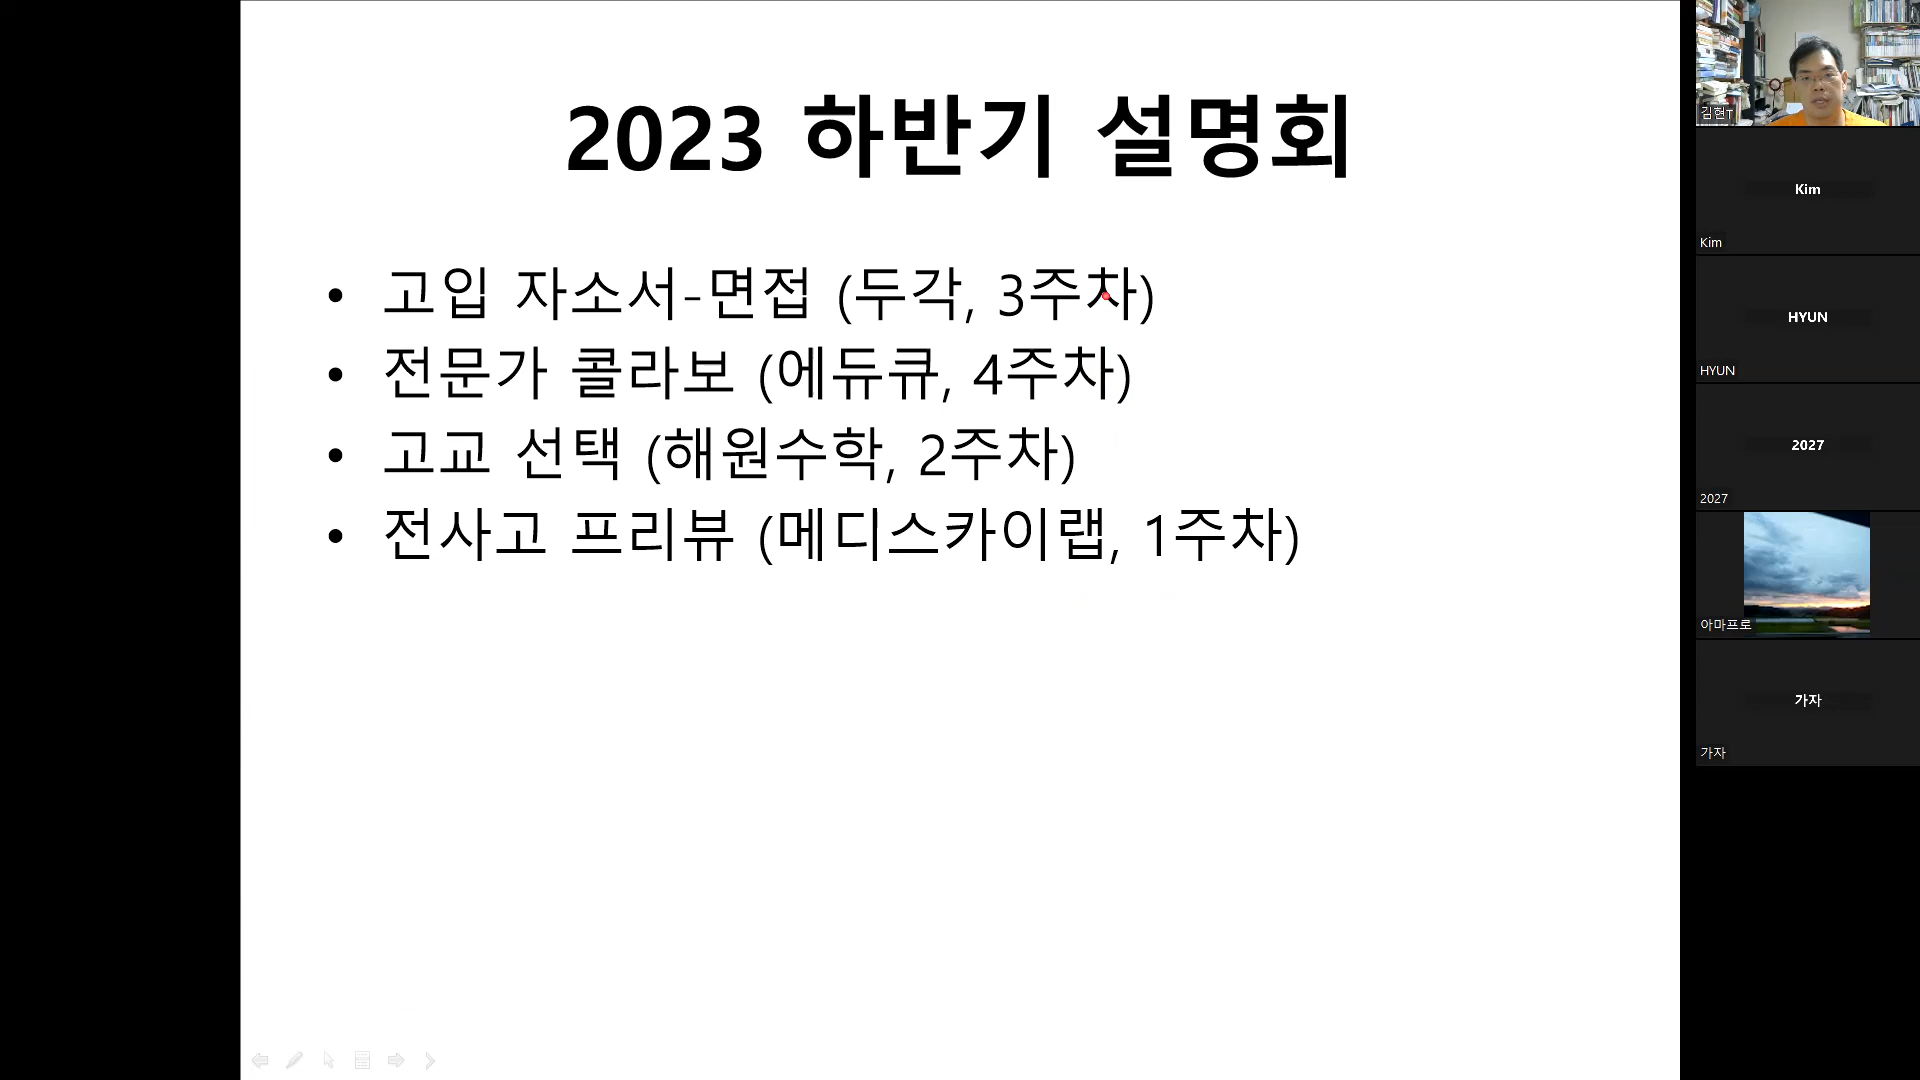 2023 하반기 설명회
• 고입 자소서-면접 (두각, 3주차)
• 전문가 콜라보 (에듀큐, 4주차)
• 고교 선택 (해원수학, 2주차)
• 전사고 프리뷰 (메디스카이랩, 1주차)
김현T
Kim
Kim
HYUN
HYUN
2027
2027
아마프로
가자
가자